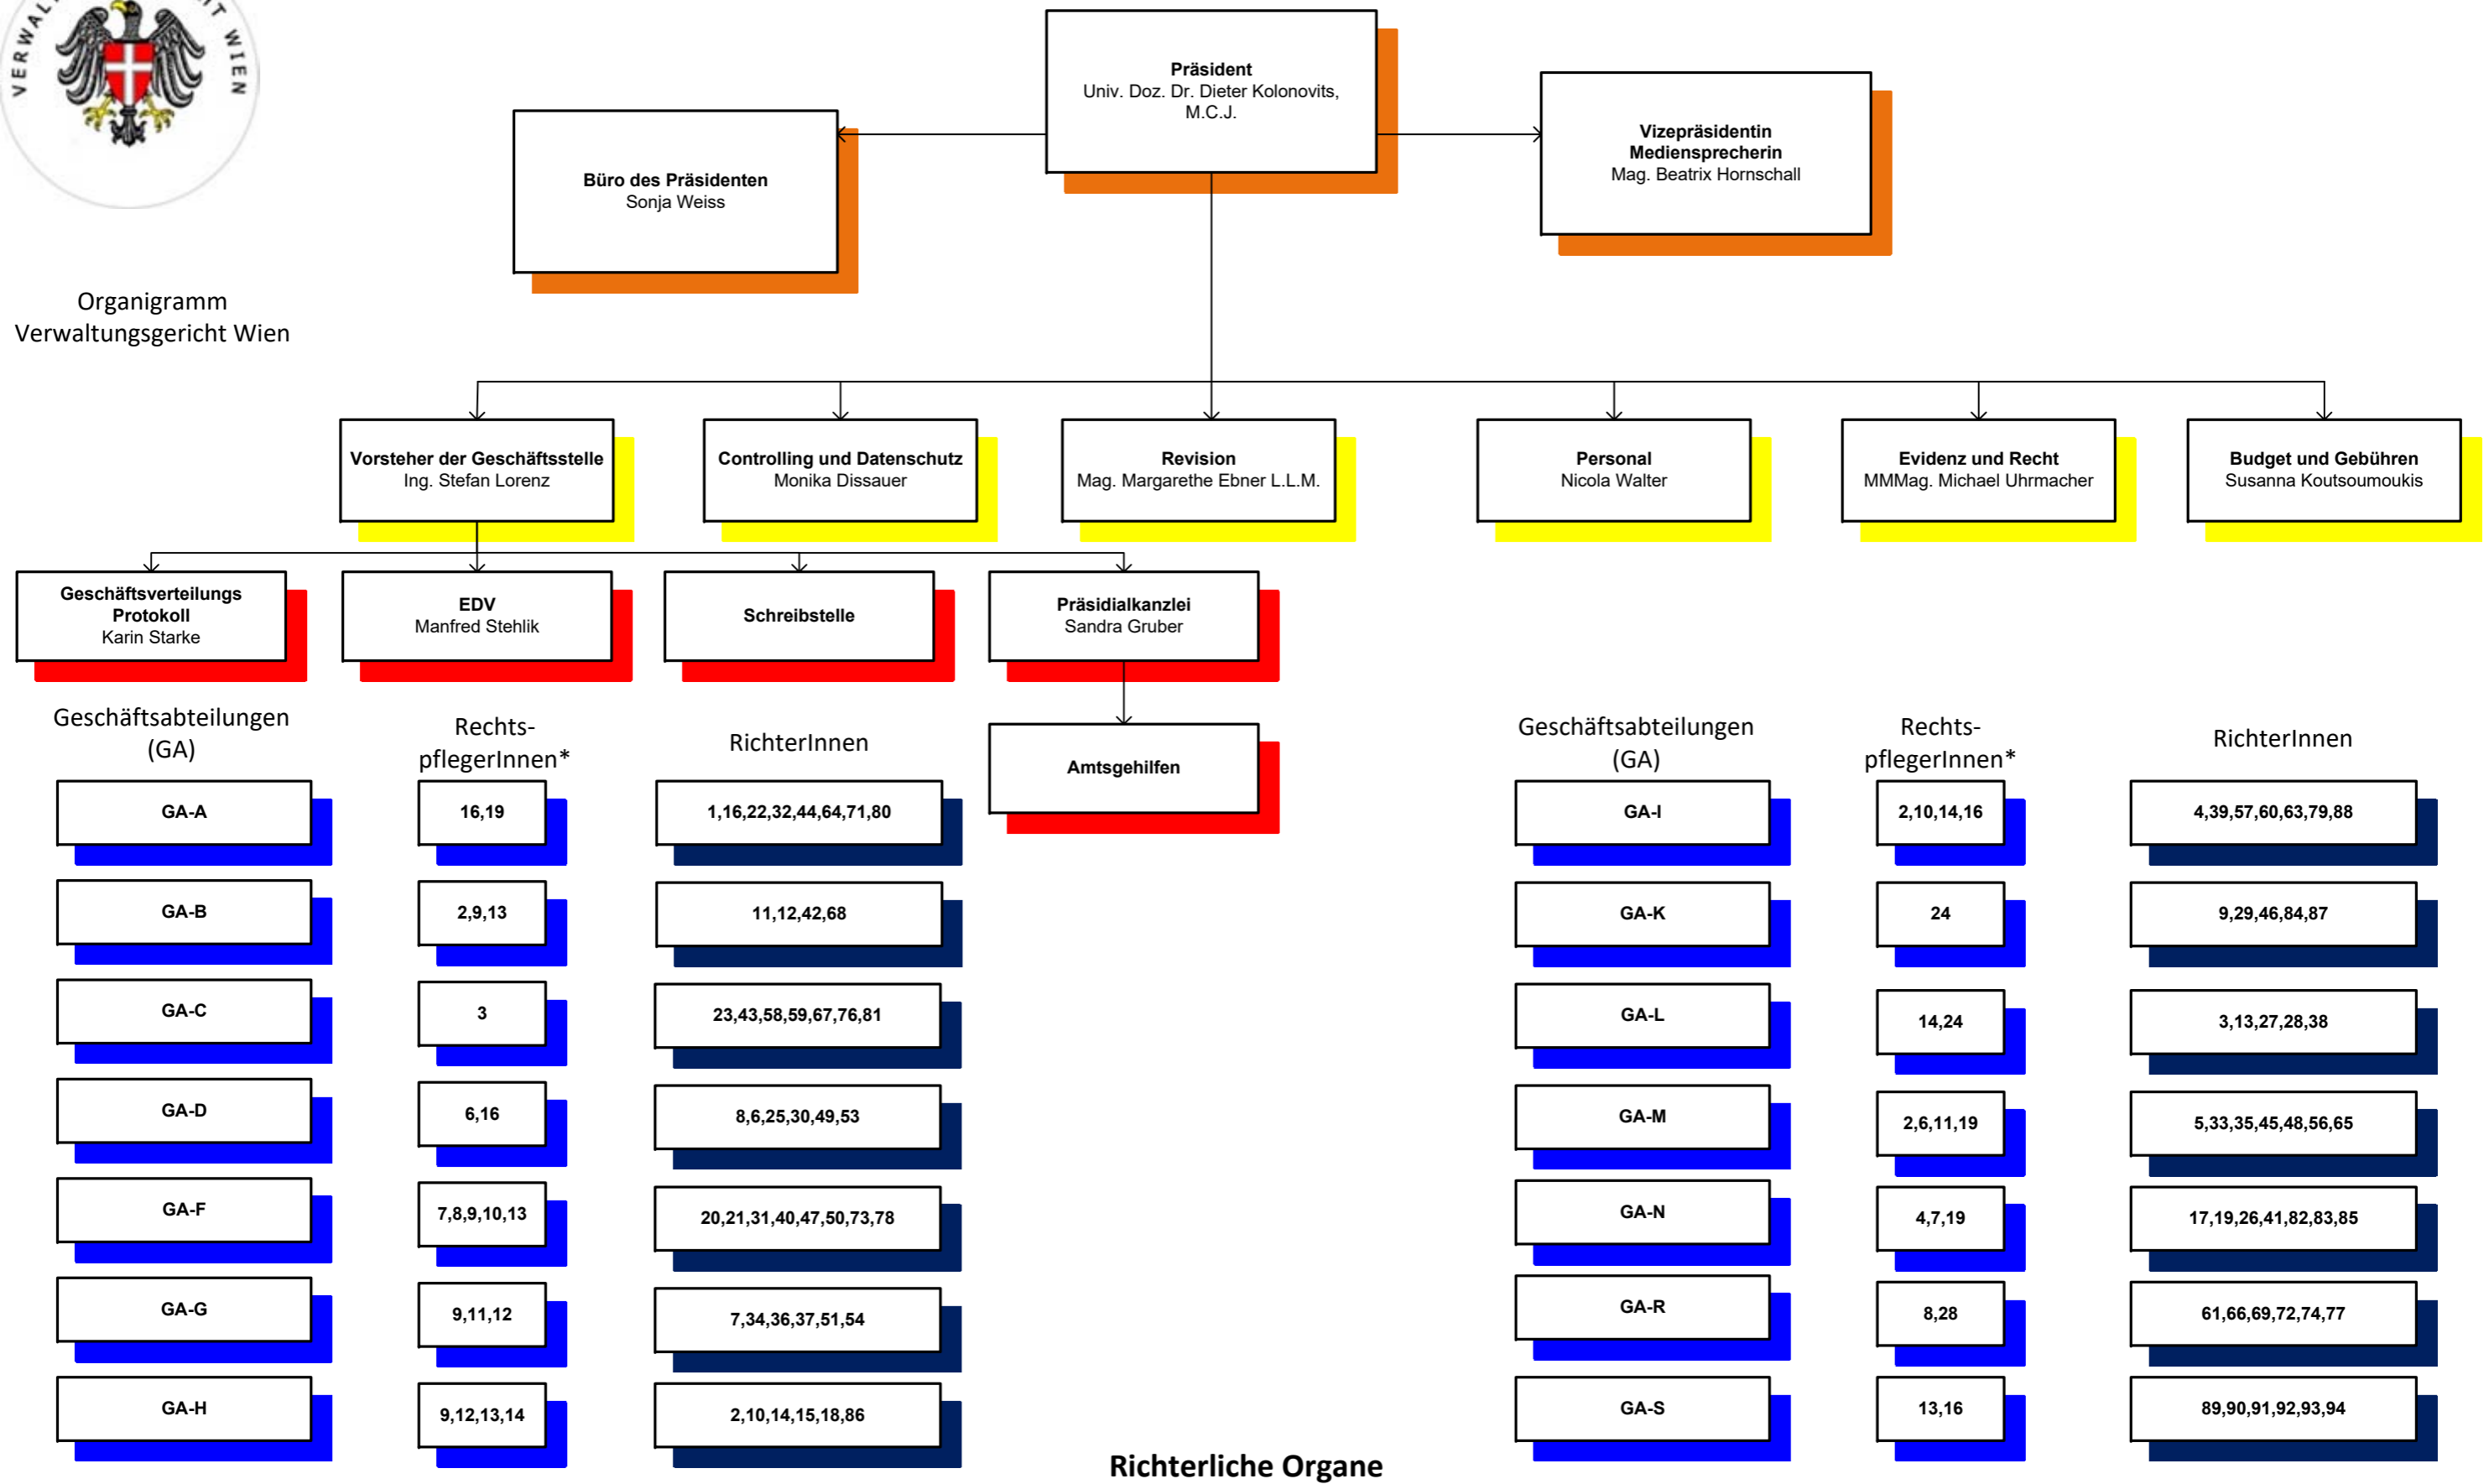 VERWAL
IT WIEN
Präsident
Univ. Doz. Dr. Dieter Kolonovits,
M.C.J.
Büro des Präsidenten
Sonja Weiss
Vizepräsidentin
Mediensprecherin
Mag. Beatrix Hornschall
Organigramm
Verwaltungsgericht Wien
Vorsteher der Geschäftsstelle
Ing. Stefan Lorenz
Controlling und Datenschutz
Monika Dissauer
Revision
Mag. Margarethe Ebner L.L.M.
Personal
Nicola Walter
Evidenz und Recht
MMMag. Michael Uhrmacher
Budget und Gebühren
Susanna Koutsoumoukis
Geschäftsverteilungs
Protokoll
Karin Starke
EDV
Manfred Stehlik
Schreibstelle
Präsidialkanzlei
Sandra Gruber
Amtsgehilfen
Geschäftsabteilungen
(GA)
Rechts-
pflegerInnen*
RichterInnen
GA-A
16,19
1,16,22,32,44,64,71,80
GA-B
2,9,13
11,12,42,68
GA-C
3
23,43,58,59,67,76,81
GA-D
6,16
8,6,25,30,49,53
GA-F
7,8,9,10,13
20,21,31,40,47,50,73,78
GA-G
9,11,12
7,34,36,37,51,54
GA-H
9,12,13,14
2,10,14,15,18,86
Geschäftsabteilungen
(GA)
Rechts-
pflegerInnen*
RichterInnen
GA-I
2,10,14,16
4,39,57,60,63,79,88
GA-K
24
9,29,46,84,87
GA-L
14,24
3,13,27,28,38
GA-M
2,6,11,19
5,33,35,45,48,56,65
GA-N
4,7,19
17,19,26,41,82,83,85
GA-R
8,28
61,66,69,72,74,77
GA-S
13,16
89,90,91,92,93,94
Richterliche Organe